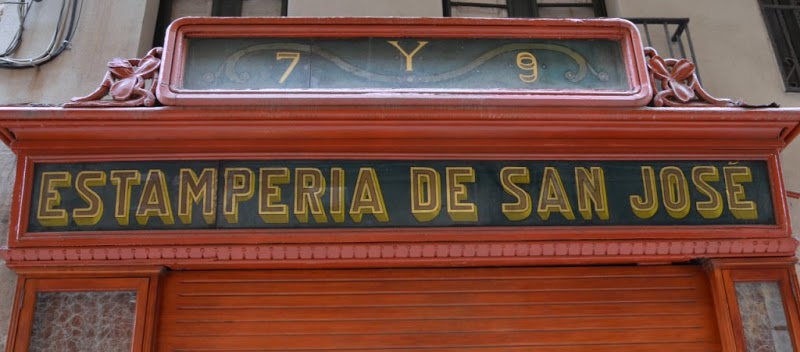 7 Y 9
ESTAMPERIA DE SAN JOSÉ